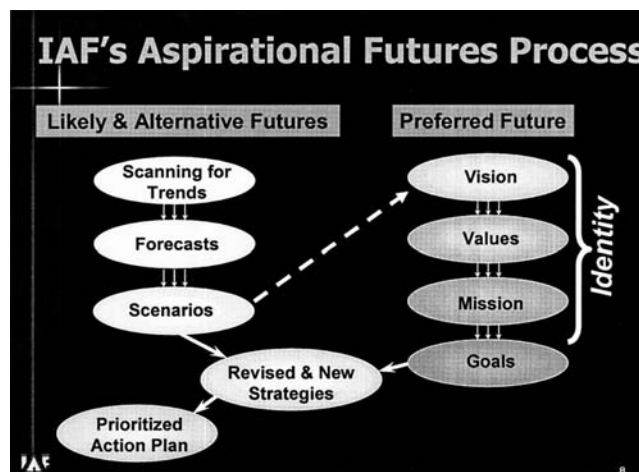 IAF's Aspirational Futures Process
Likely & Alternative Futures
Preferred Future
Scanning for
Trends
Forecasts
Scenarios
Vision
Values
Mission
Goals
Identity
Revised & New
Strategies
Prioritized
Action Plan
IAF
8